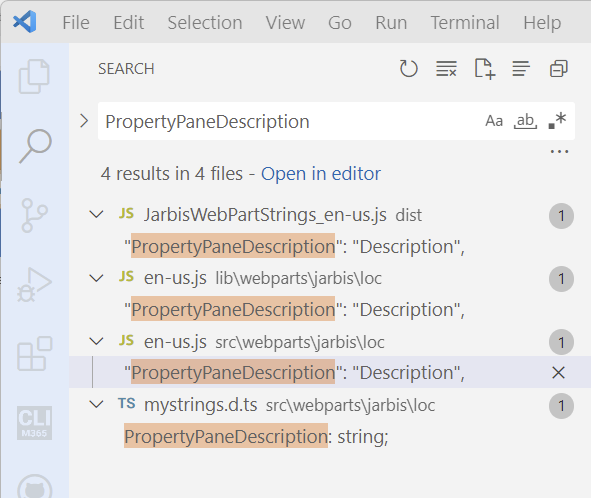 File Edit Selection View Go Run Terminal Help
SEARCH
PropertyPaneDescription Aa ab .*
4 results in 4 files - Open in editor
JS JarbisWebPartStrings_en-us.js dist 1
"PropertyPaneDescription": "Description",
JS en-us.js lib\webparts\jarbis\loc 1
"PropertyPaneDescription": "Description",
JS en-us.js src\webparts\jarbis\loc 1
"PropertyPaneDescription": "Description",
TS mystrings.d.ts src\webparts\jarbis\loc 1
CLI
M365
PropertyPaneDescription: string;